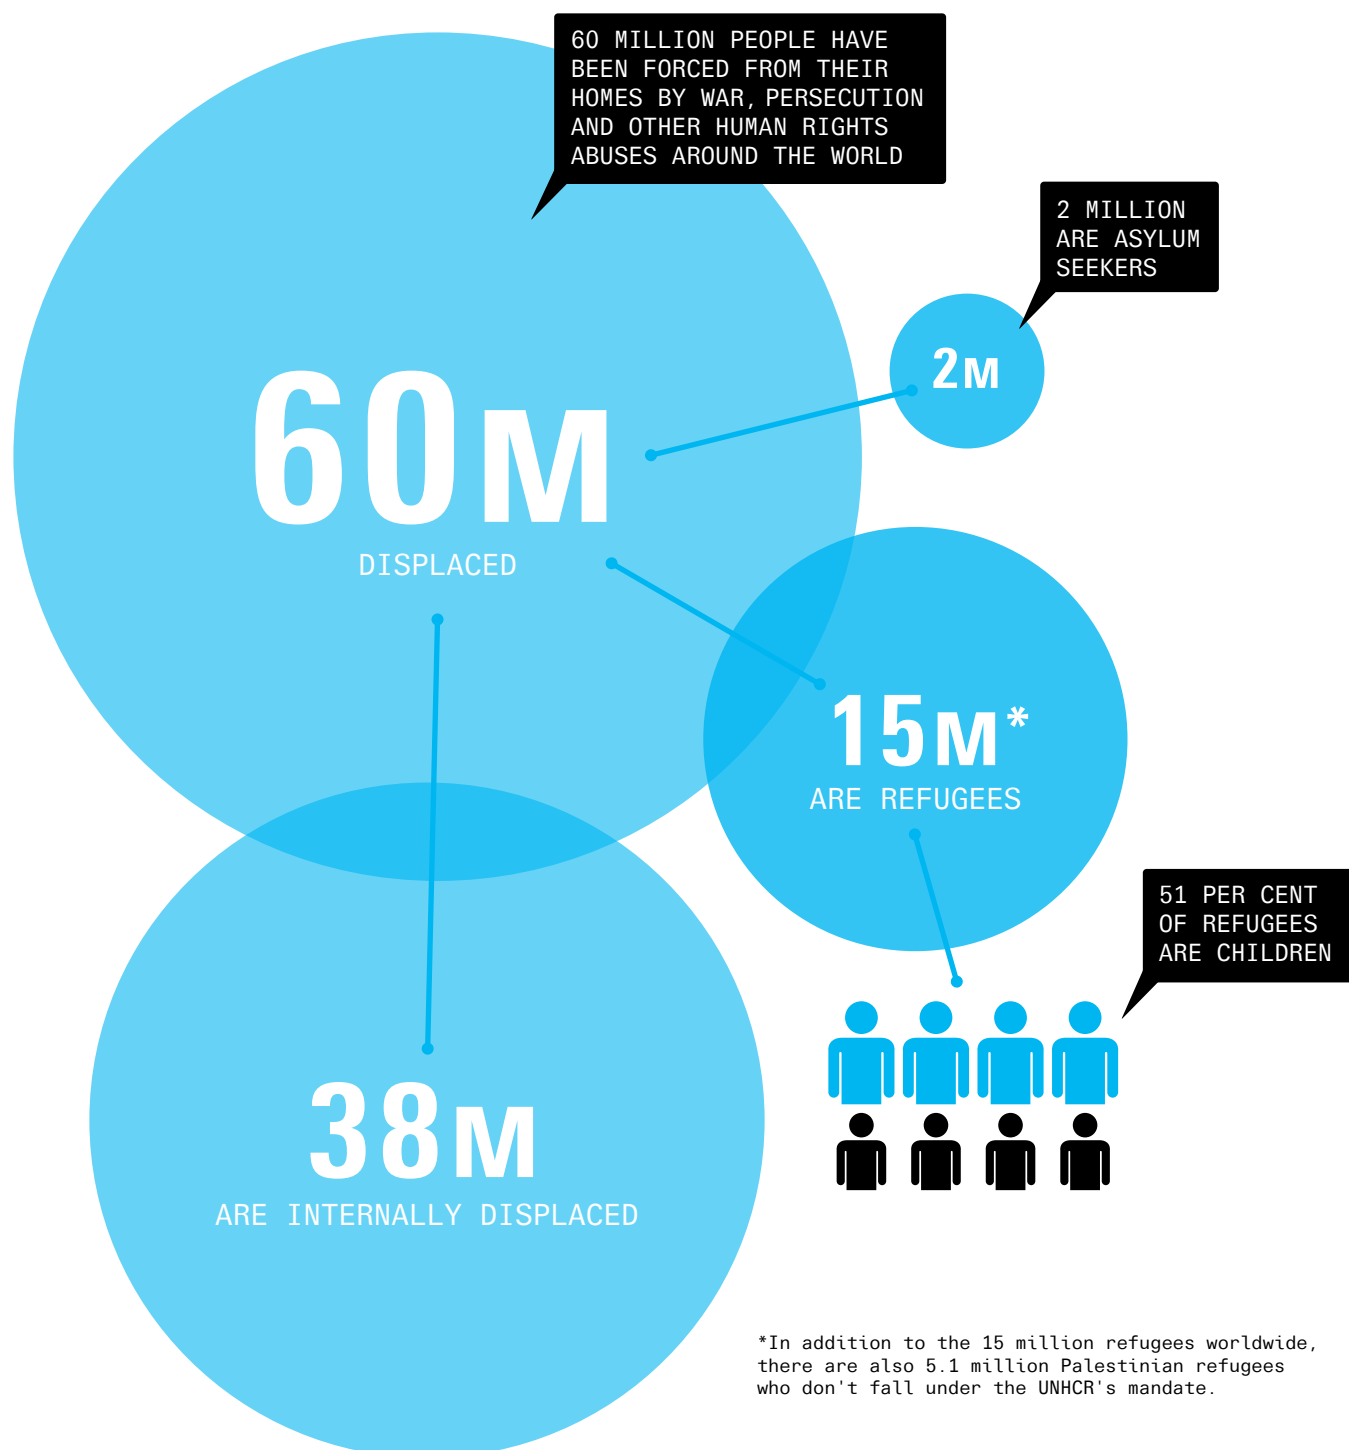 60 MILLION PEOPLE HAVE
BEEN FORCED FROM THEIR
HOMES BY WAR, PERSECUTION
AND OTHER HUMAN RIGHTS
ABUSES AROUND THE WORLD
2 MILLION
ARE ASYLUM
SEEKERS
2M
60M
DISPLACED
15M*
ARE REFUGEES
51 PER CENT
OF REFUGEES
ARE CHILDREN
38M
ARE INTERNALLY DISPLACED
*In addition to the 15 million refugees worldwide,
there are also 5.1 million Palestinian refugees
who don't fall under the UNHCR's mandate.